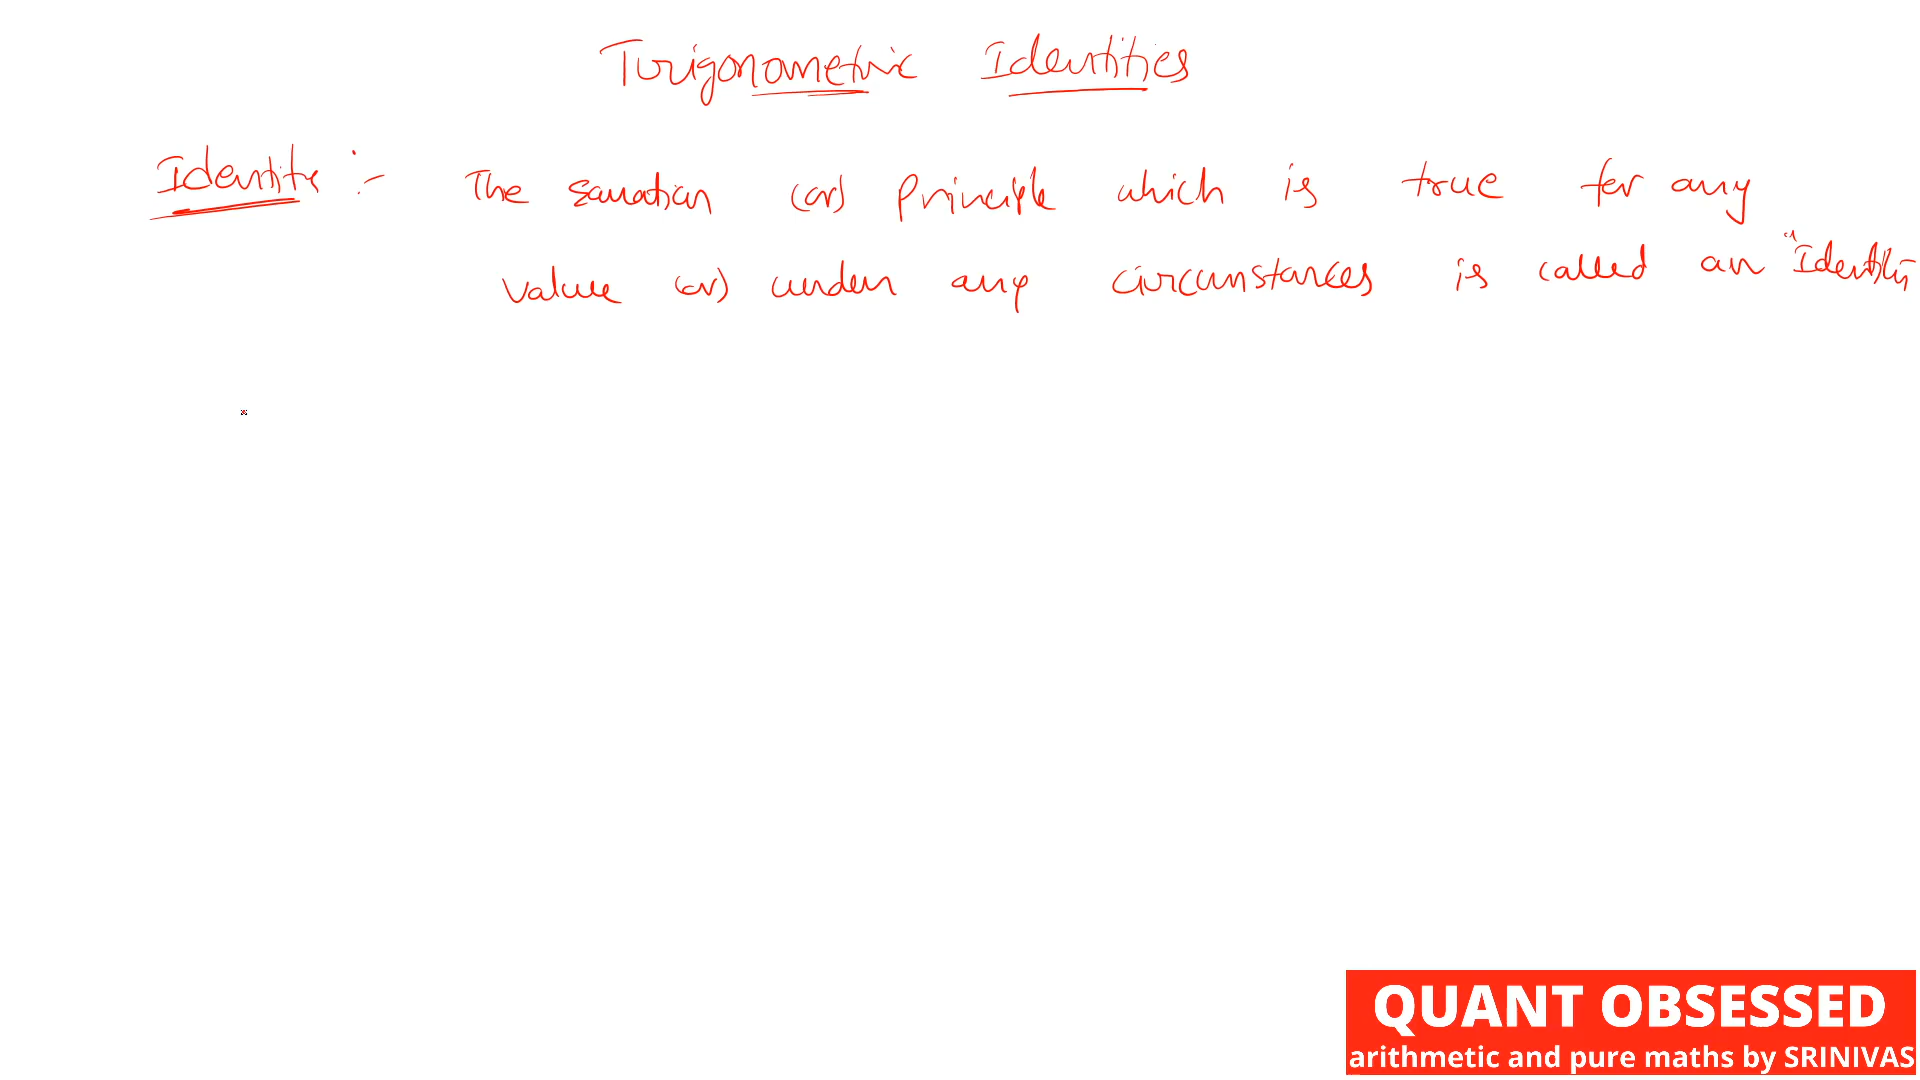 Trigonometric Identities
Identity :- The equation (or) Principle which is true for any
value (or) under any circumstances is called an "Identity
QUANT OBSESSED
arithmetic and pure maths by SRINIVAS